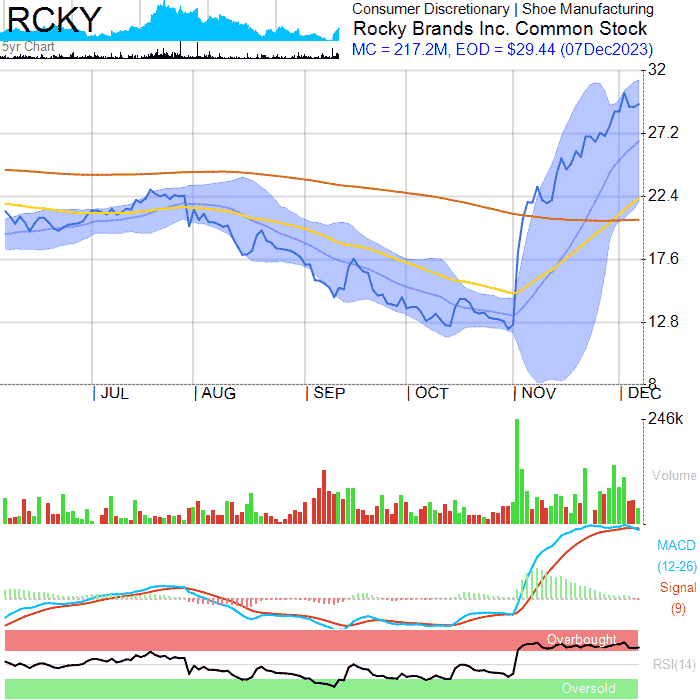 RCKY
Consumer Discretionary | Shoe Manufacturing
Rocky Brands Inc. Common Stock
MC = 217.2M, EOD = $29.44 (07Dec2023)
5yr Chart
32
27.2
22.4
17.6
12.8
8
JUL
AUG
SEP
OCT
NOV
DEC
246k
Volume
MACD
(12-26)
Signal
(9)
Overbought
RSI(14)
Oversold